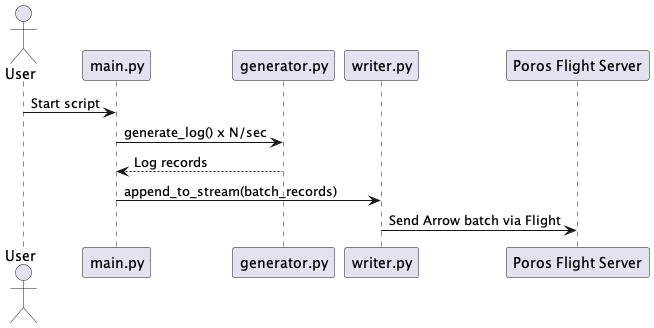 User
main.py
generator.py
writer.py
Poros Flight Server
Start script
generate_log() x N/sec
Log records
append_to_stream(batch_records)
Send Arrow batch via Flight
User
main.py
generator.py
writer.py
Poros Flight Server